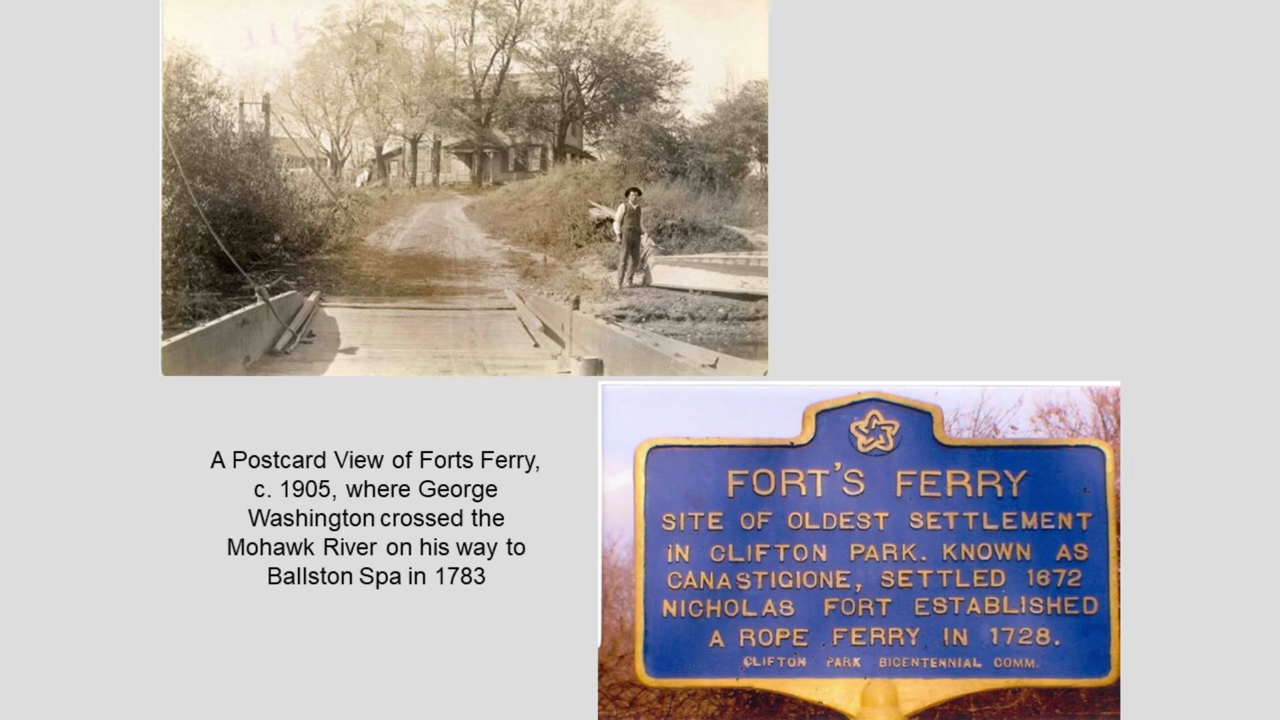 A Postcard View of Forts Ferry,
c. 1905, where George
Washington crossed the
Mohawk River on his way to
Ballston Spa in 1783
FORT'S FERRY
SITE OF OLDEST SETTLEMENT
IN CLIFTON PARK. KNOWN AS
CANASTIGIONE, SETTLED 1672
NICHOLAS FORT ESTABLISHED
A ROPE FERRY IN 1728.
CLIFTON PARK BICENTENNIAL COMM.